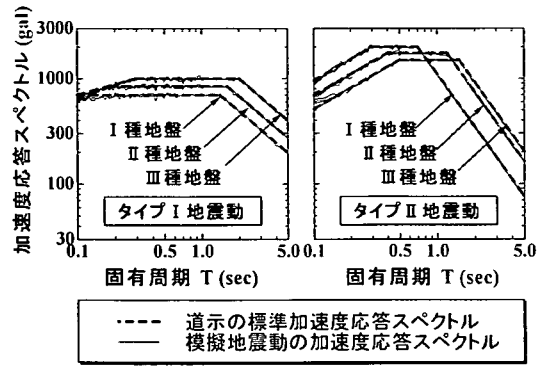 加速度応答スペクトル (gal)
1000
300
100
30
0.1 0.5 1.0 5.0
固有周期 T (sec)
Ⅰ種地盤
Ⅱ種地盤
Ⅲ種地盤
タイプⅠ地震動
0.1 0.5 1.0 5.0
固有周期 T (sec)
Ⅰ種地盤
Ⅱ種地盤
Ⅲ種地盤
タイプⅡ地震動
道示の標準加速度応答スペクトル
模擬地震動の加速度応答スペクトル